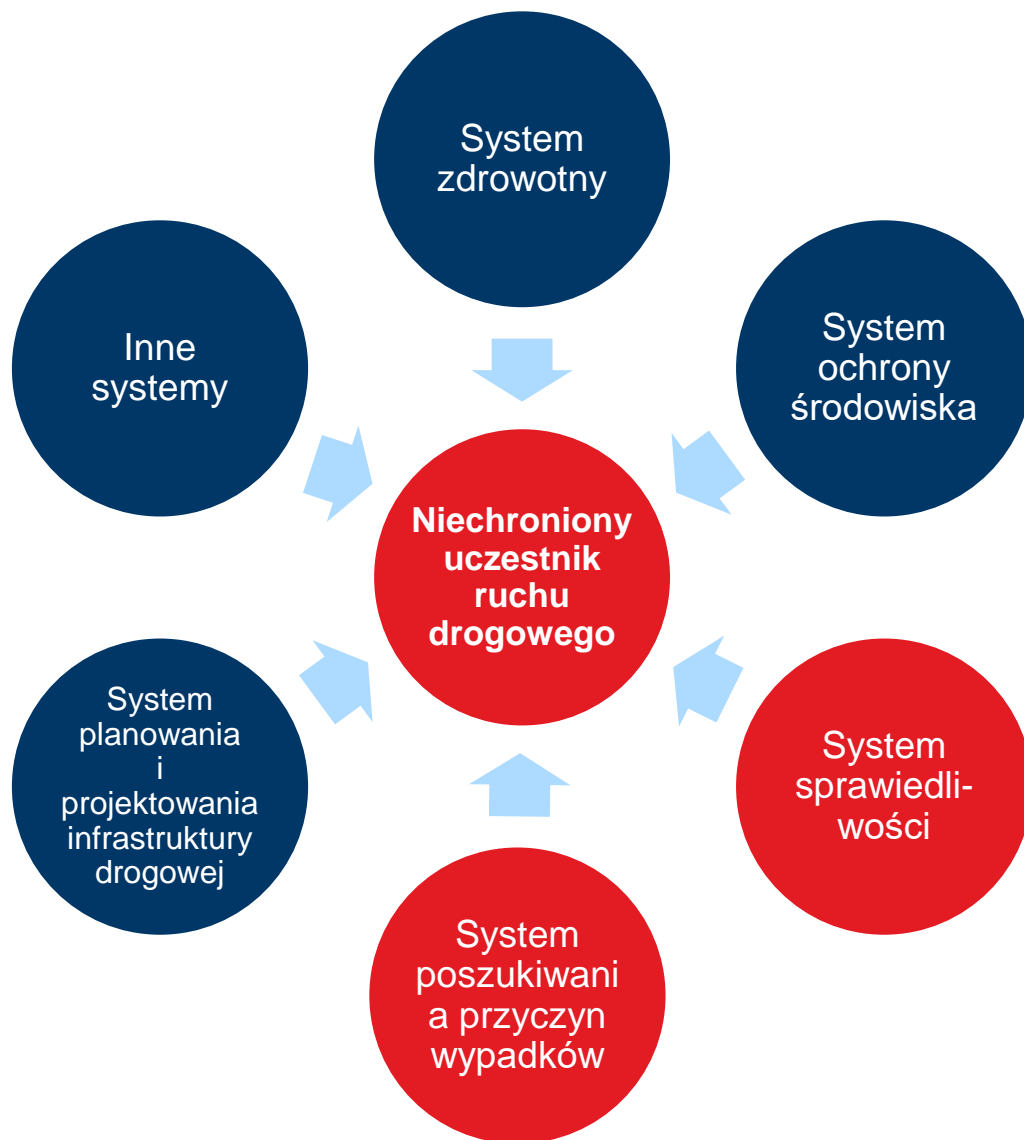 System
zdrowotny
Inne
systemy
System
ochrony
środowiska
Niechroniony
uczestnik
ruchu
drogowego
System
planowania
i
projektowania
infrastruktury
drogowej
System
sprawiedli-
wości
System
poszukiwani
a przyczyn
wypadków